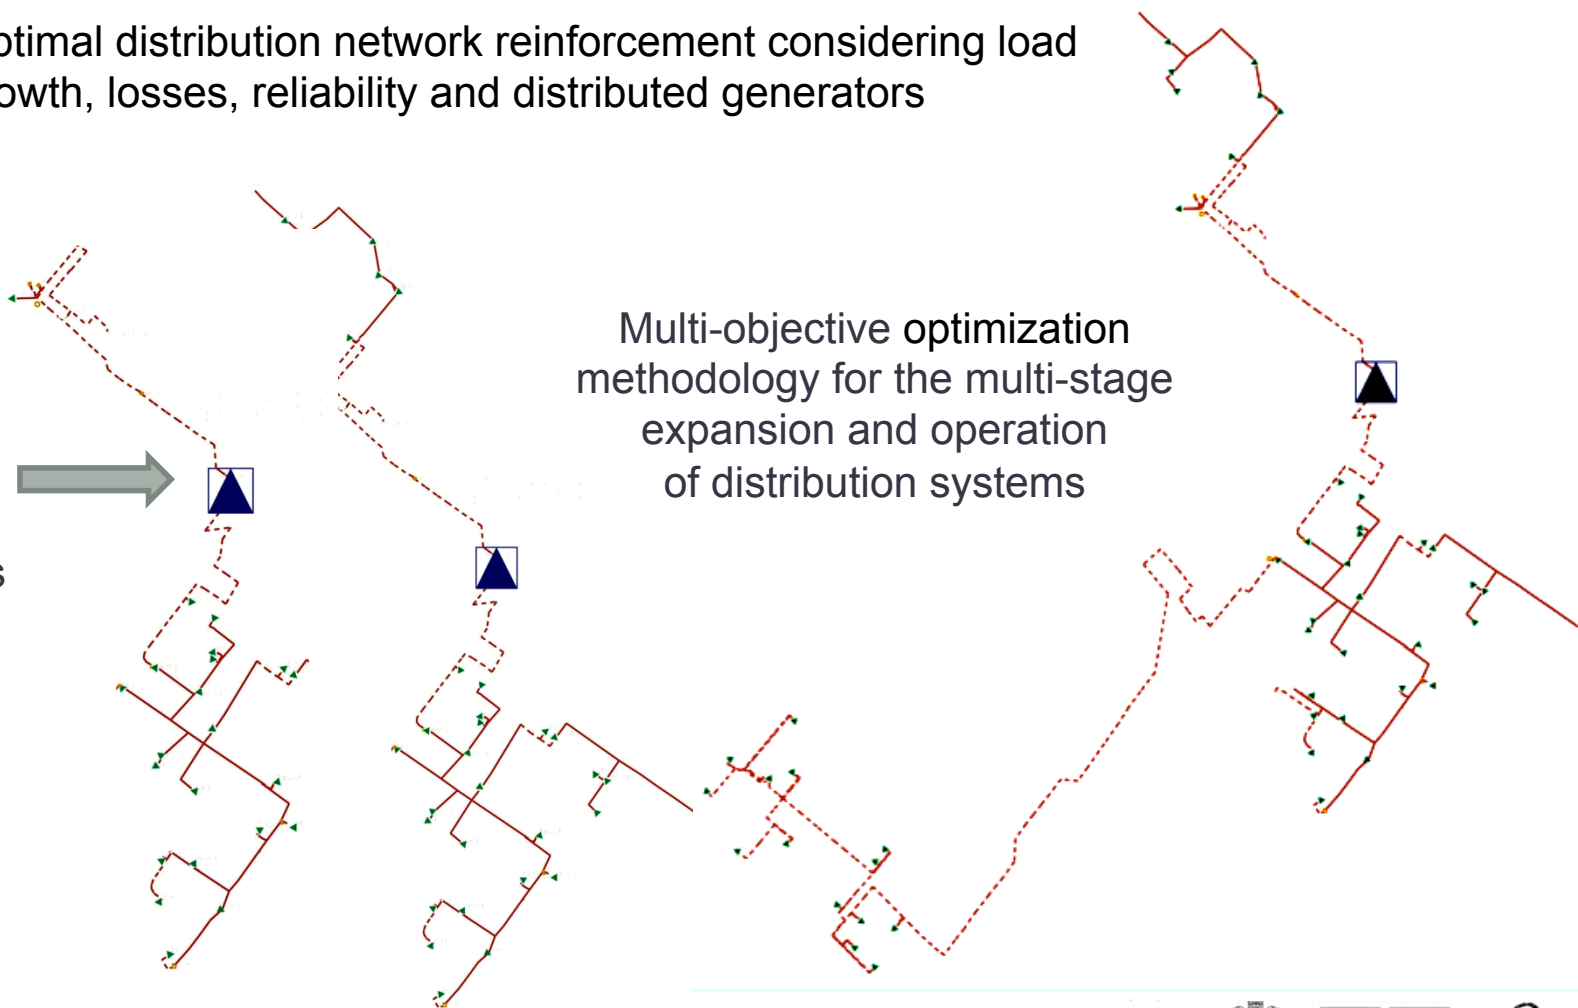 ptimal distribution network reinforcement considering load
owth, losses, reliability and distributed generators
Multi-objective optimization
methodology for the multi-stage
expansion and operation
of distribution systems
s